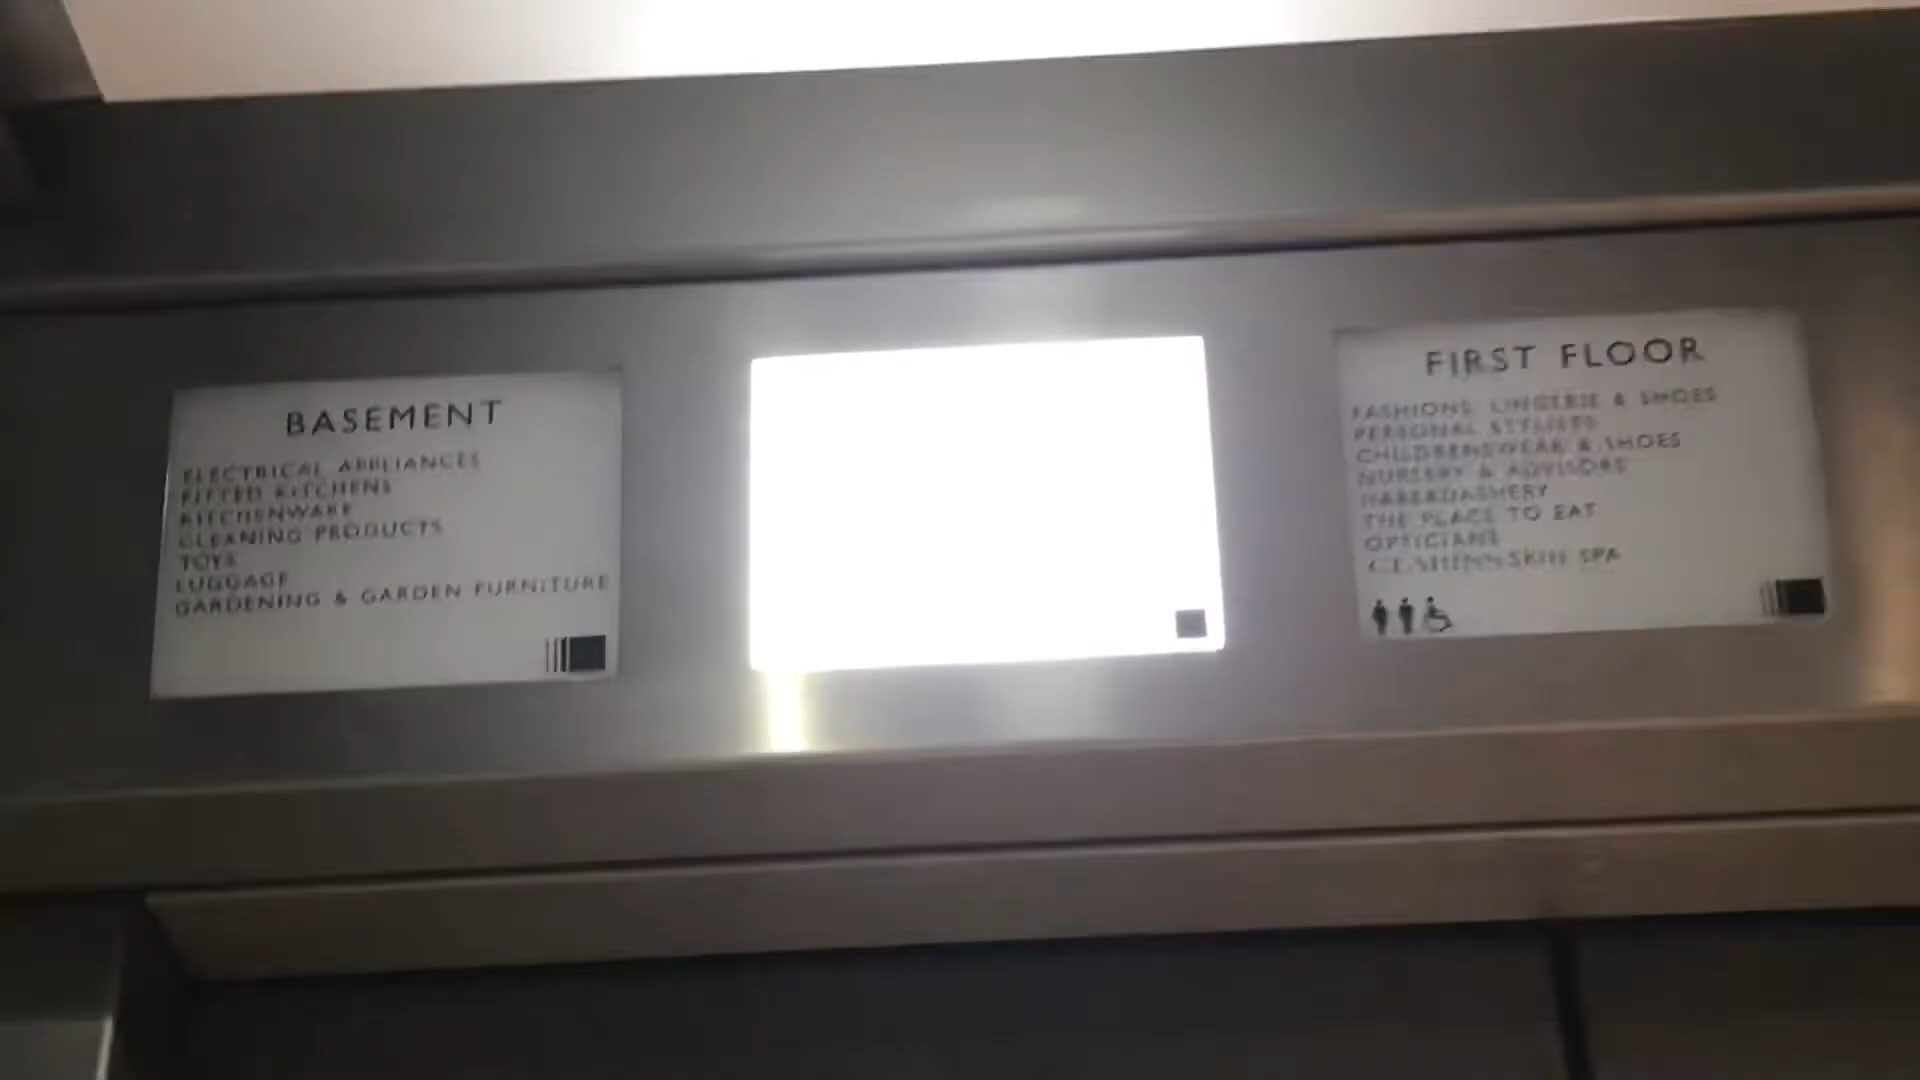 BASEMENT
ELECTRICAL APPLIANCES
FITTED KITCHENS
KITCHENWARE
CLEANING PRODUCTS
TOYS
LUGGAGE
GARDENING & GARDEN FURNITURE
FIRST FLOOR
FASHIONS, LINGERIE & SHOES
PERSONAL STYLISTS
CHILDRENSWEAR & SHOES
NURSERY & ADVISORS
HABERDASHERY
THE PLACE TO EAT
OPTICIANS
SKIN SPA